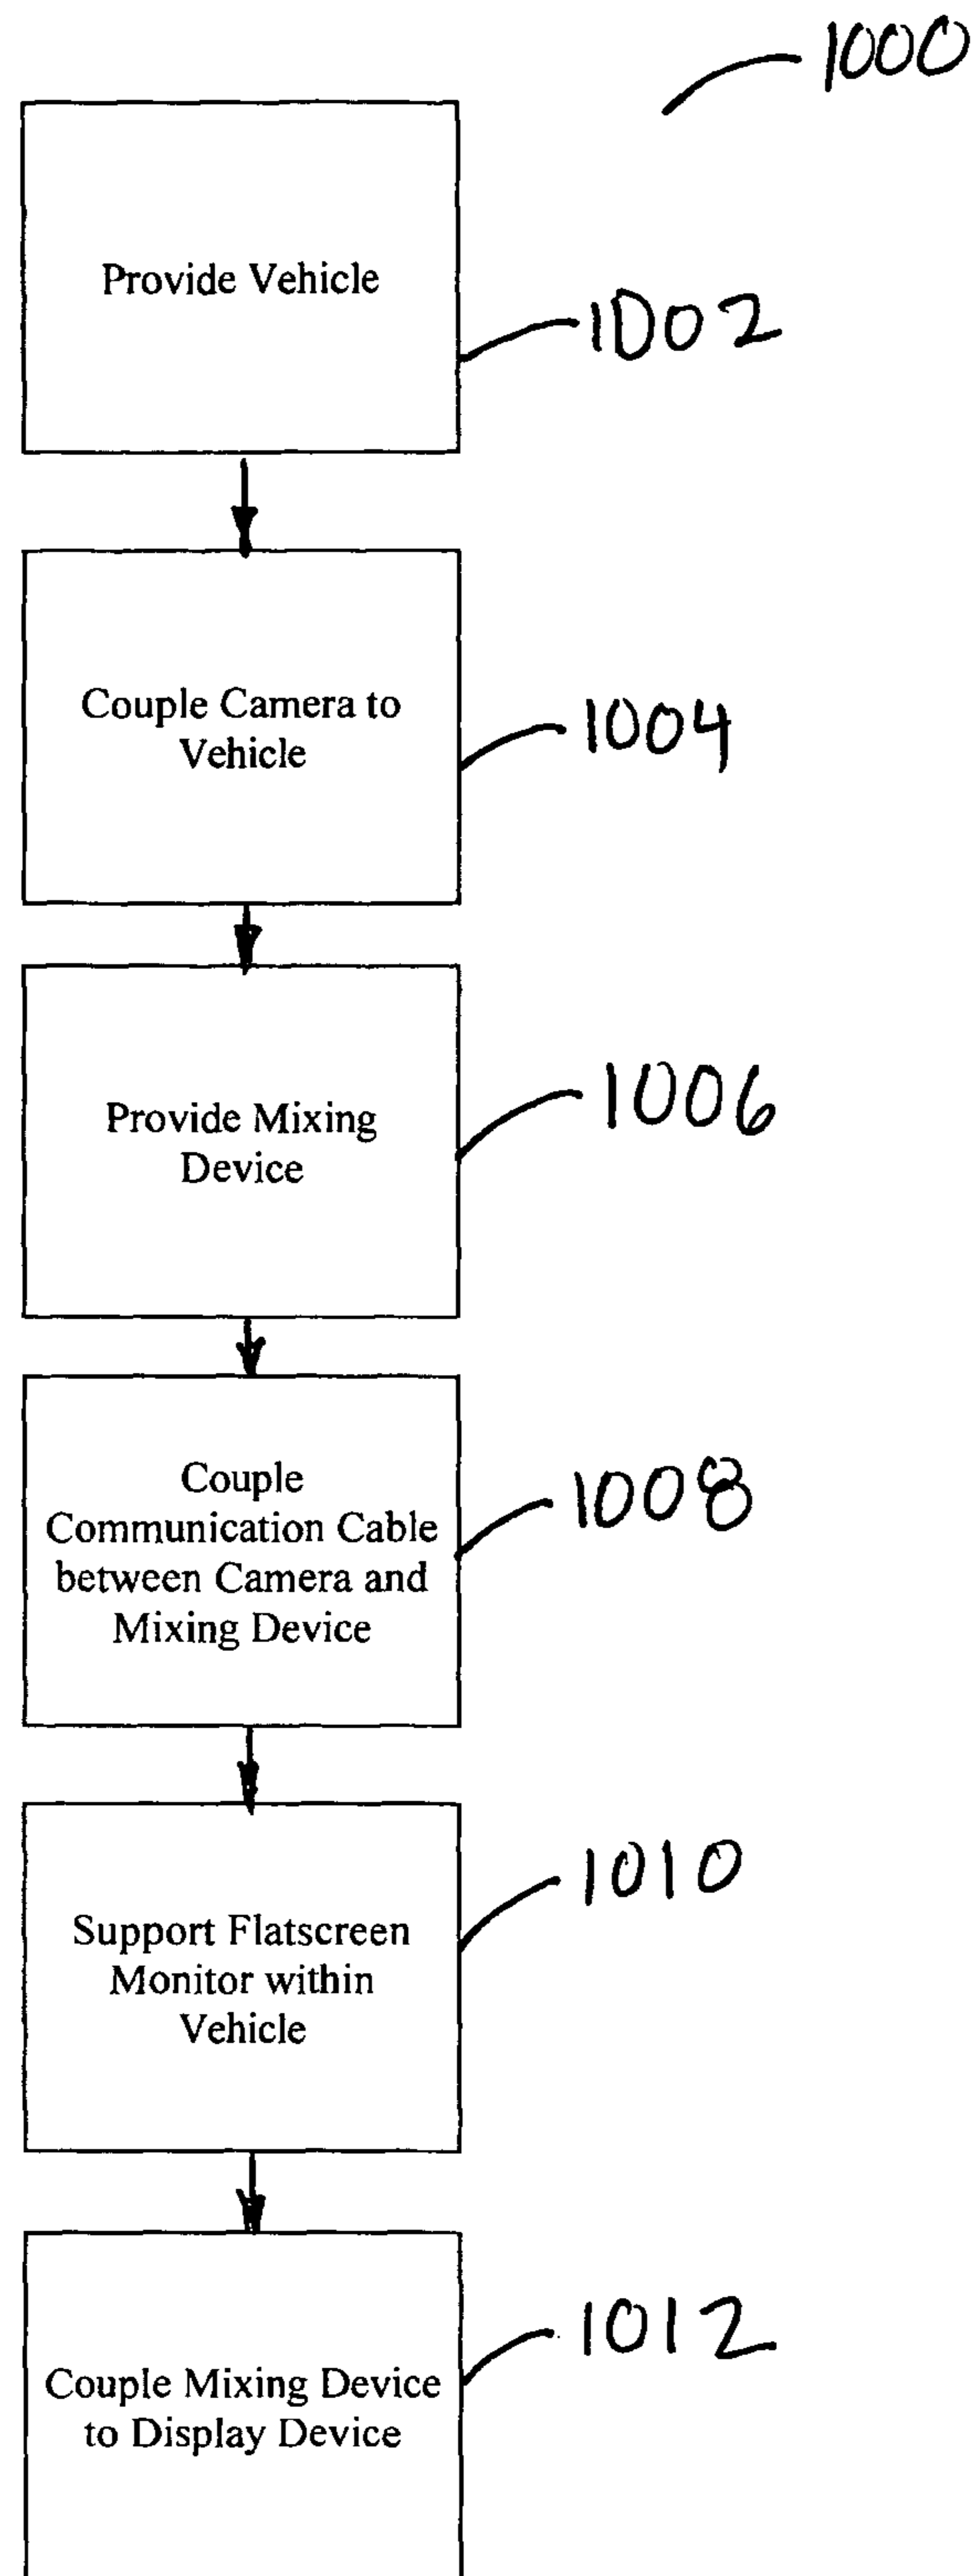 1000
Provide Vehicle
1002
Couple Camera to
Vehicle
1004
Provide Mixing
Device
1006
Couple
Communication Cable
between Camera and
Mixing Device
1008
Support Flatscreen
Monitor within
Vehicle
1010
Couple Mixing Device
to Display Device
1012